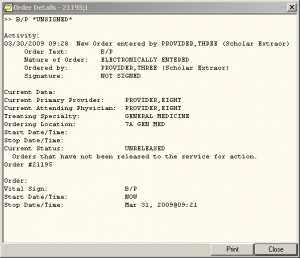 Order Details - 21195;1
>> B/P *UNSIGNED*
Activity:
03/30/2009 09:28 New Order entered by PROVIDER,THREE (Scholar Extraor)
Order Text: B/P
Nature of Order: ELECTRONICALLY ENTERED
Ordered by: PROVIDER,THREE (Scholar Extraor)
Signature: NOT SIGNED
Current Data:
Current Primary Provider: PROVIDER,EIGHT
Current Attending Physician: PROVIDER,EIGHT
Treating Specialty: GENERAL MEDICINE
Ordering Location: 7A GEN MED
Start Date/Time:
Stop Date/Time:
Current Status: UNRELEASED
Orders that have not been released to the service for action.
Order #21195
Order:
Vital Sign: B/P
Start Date/Time: NOW
Stop Date/Time: Mar 31, 2009@09:21
Print Close